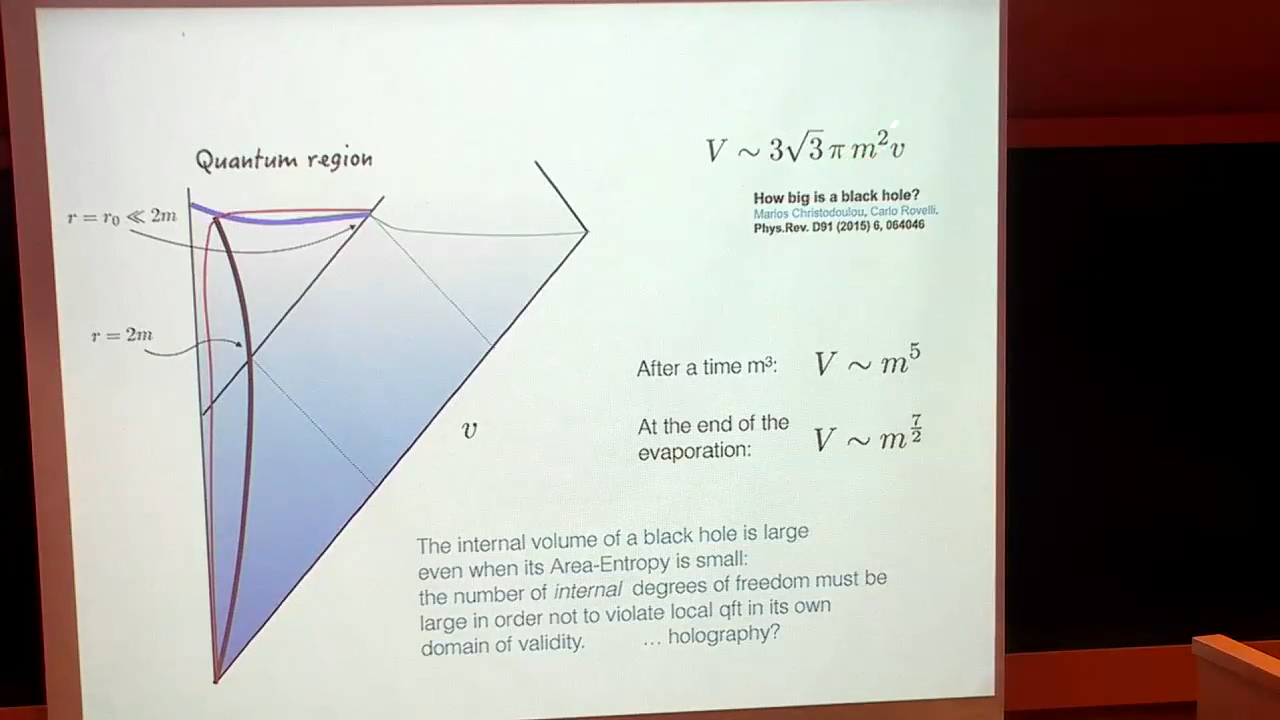 Quantum region
r = r₀ ≪ 2m
r = 2m
v
V ∼ 3√3 π m² v
How big is a black hole?
Marios Christodoulou, Carlo Rovelli,
Phys.Rev. D91 (2015) 6, 064046
After a time m³: V ∼ m⁵
At the end of the
evaporation: V ∼ m^{7/2}
The internal volume of a black hole is large
even when its Area-Entropy is small:
the number of internal degrees of freedom must be
large in order not to violate local qft in its own
domain of validity. ... holography?